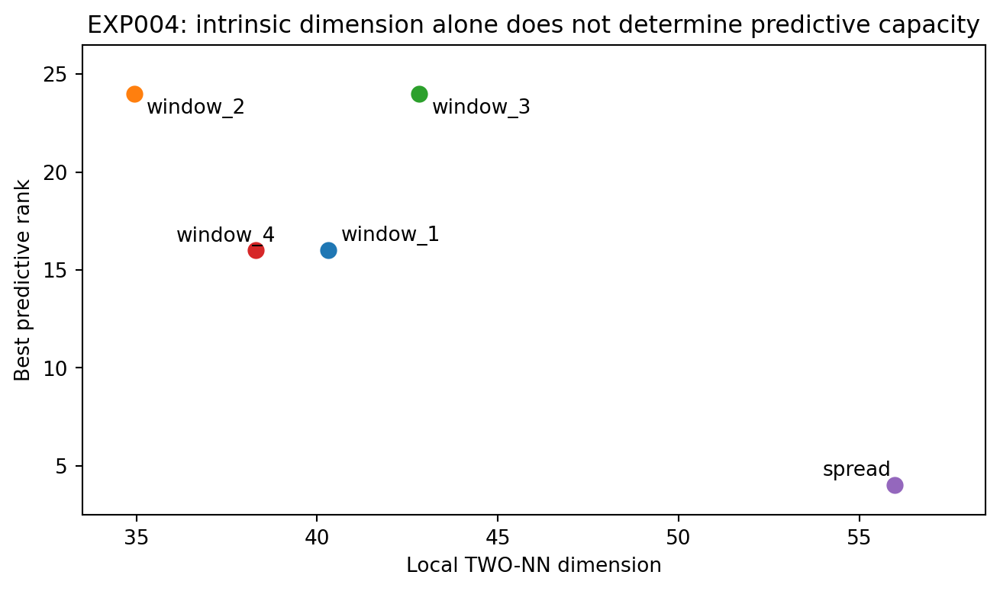 EXP004: intrinsic dimension alone does not determine predictive capacity
25
window_2
window_3
20
window_4
window_1
15
Best predictive rank
10
5
spread
35
40
45
50
55
Local TWO-NN dimension